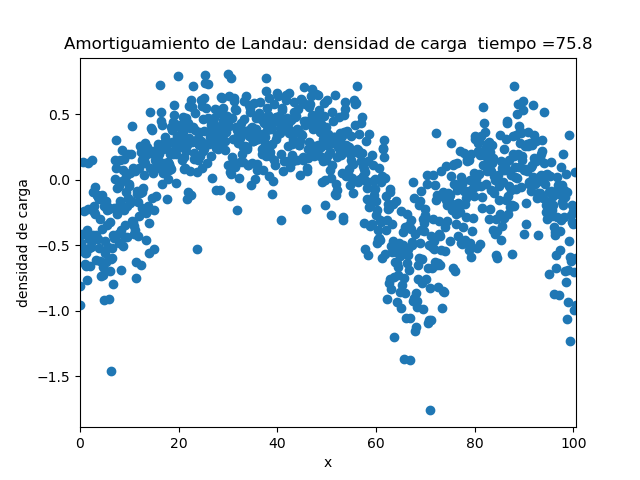 Amortiguamiento de Landau: densidad de carga  tiempo =75.8
densidad de carga
0.5
0.0
−0.5
−1.0
−1.5
0 20 40 60 80 100
x